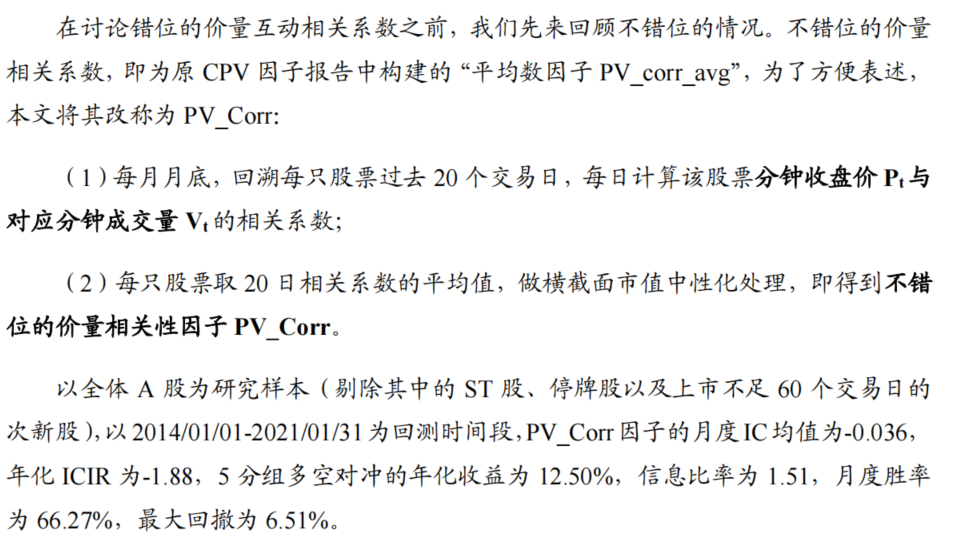 在讨论错位的价量互动相关系数之前，我们先来回顾不错位的情况。不错位的价量
相关系数，即为原 CPV 因子报告中构建的“平均数因子 PV_corr_avg”，为了方便表述，
本文将其改称为 PV_Corr:
（1）每月月底，回溯每只股票过去 20 个交易日，每日计算该股票分钟收盘价 Pt 与
对应分钟成交量 Vt 的相关系数；
（2）每只股票取 20 日相关系数的平均值，做横截面市值中性化处理，即得到不错
位的价量相关性因子 PV_Corr。
以全体 A 股为研究样本（剔除其中的 ST 股、停牌股以及上市不足 60 个交易日的
次新股），以 2014/01/01-2021/01/31 为回测时间段，PV_Corr 因子的月度 IC 均值为-0.036，
年化 ICIR 为-1.88，5 分组多空对冲的年化收益为 12.50%，信息比率为 1.51，月度胜率
为 66.27%，最大回撤为 6.51%。